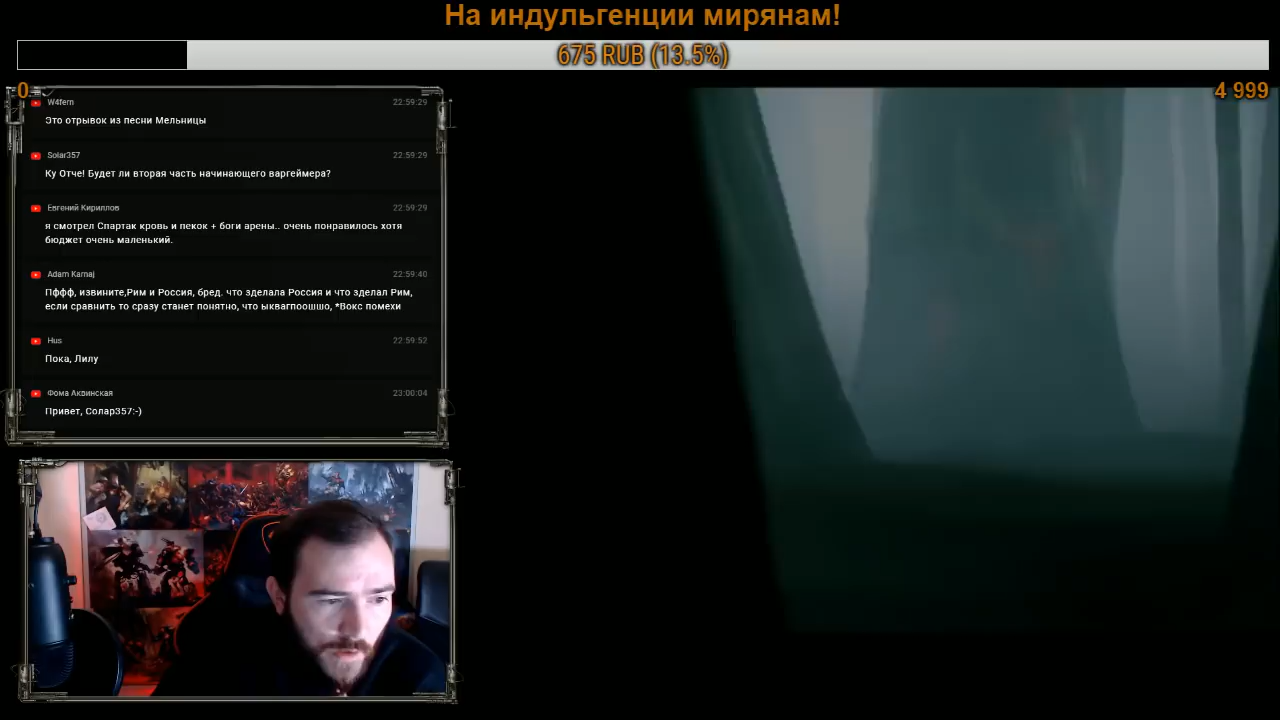 На индульгенции мирянам!
675 RUB (13.5%)
0
4 999
W4fern 22:59:29
Это отрывок из песни Мельницы
Solar357 22:59:29
Ку Отче! Будет ли вторая часть начинающего варгеймера?
Евгений Кириллов 22:59:29
я смотрел Спартак кровь и пекок + боги арены.. очень понравилось хотя
бюджет очень маленький.
Adam Karnaj 22:59:40
Пффф, извините,Рим и Россия, бред. что зделала Россия и что зделал Рим,
если сравнить то сразу станет понятно, что ыквагпоошшо, *Вокс помехи
Hus 22:59:52
Пока, Лилу
Фома Аквинская 23:00:04
Привет, Солар357:-)